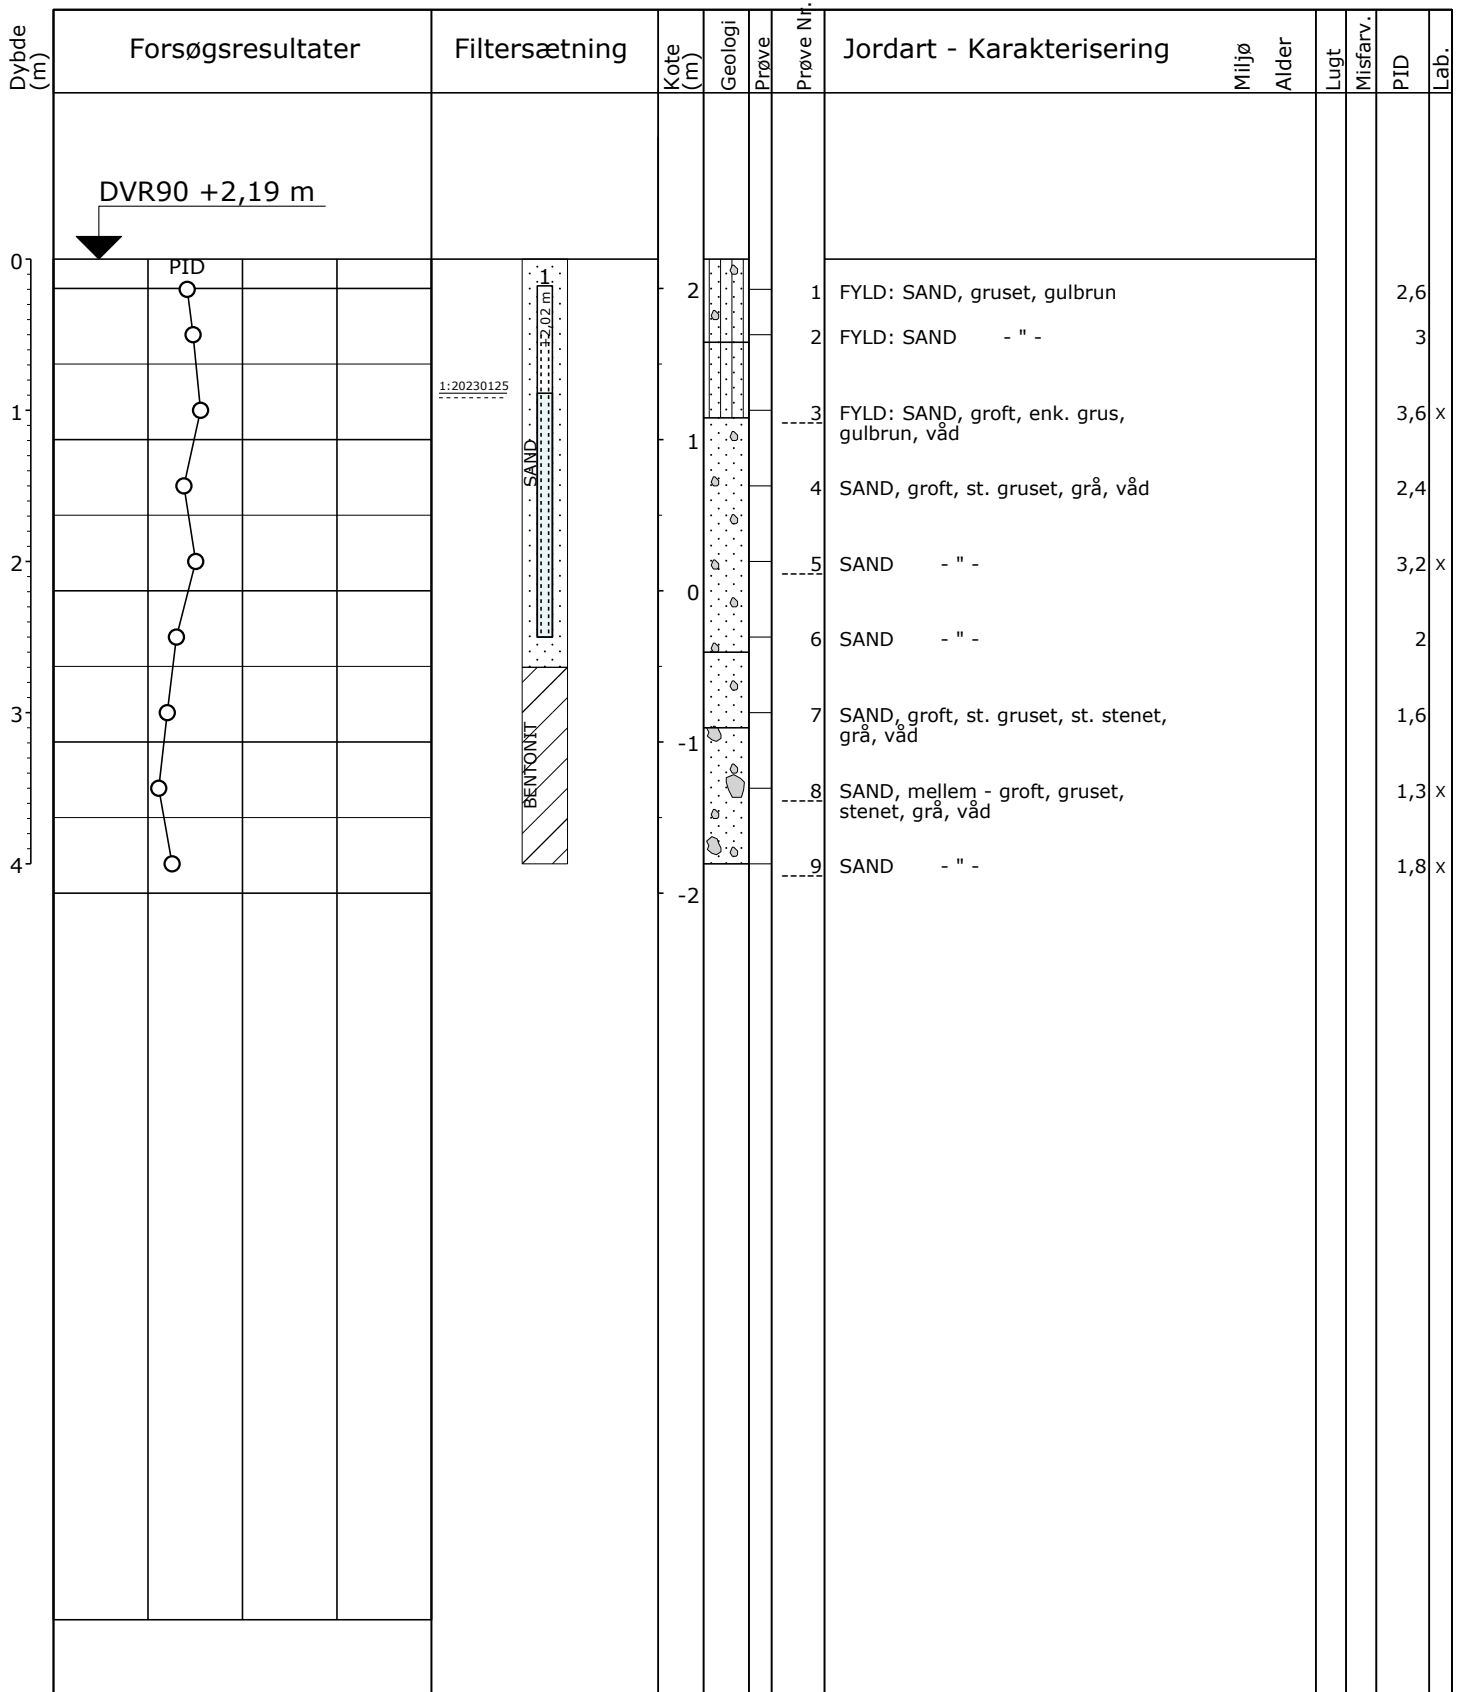 Dybde
(m)
Forsøgsresultater
Filtersætning
Kote
(m)
Geologi
Prøve
Prøve Nr.
Jordart - Karakterisering
Miljø
Alder
Lugt
Misfarv.
PID
Lab.
DVR90 +2,19 m
0
PID
1
+2,02 m
2
1 FYLD: SAND, gruset, gulbrun 2,6
2 FYLD: SAND - " - 3
1:20230125
1
3 FYLD: SAND, groft, enk. grus, 3,6 x
gulbrun, våd
1
SAND
4 SAND, groft, st. gruset, grå, våd 2,4
2
5 SAND - " - 3,2 x
0
6 SAND - " - 2
3
7 SAND, groft, st. gruset, st. stenet, 1,6
grå, våd
-1
BENTONIT
8 SAND, mellem - groft, gruset, 1,3 x
stenet, grå, våd
4
9 SAND - " - 1,8 x
-2